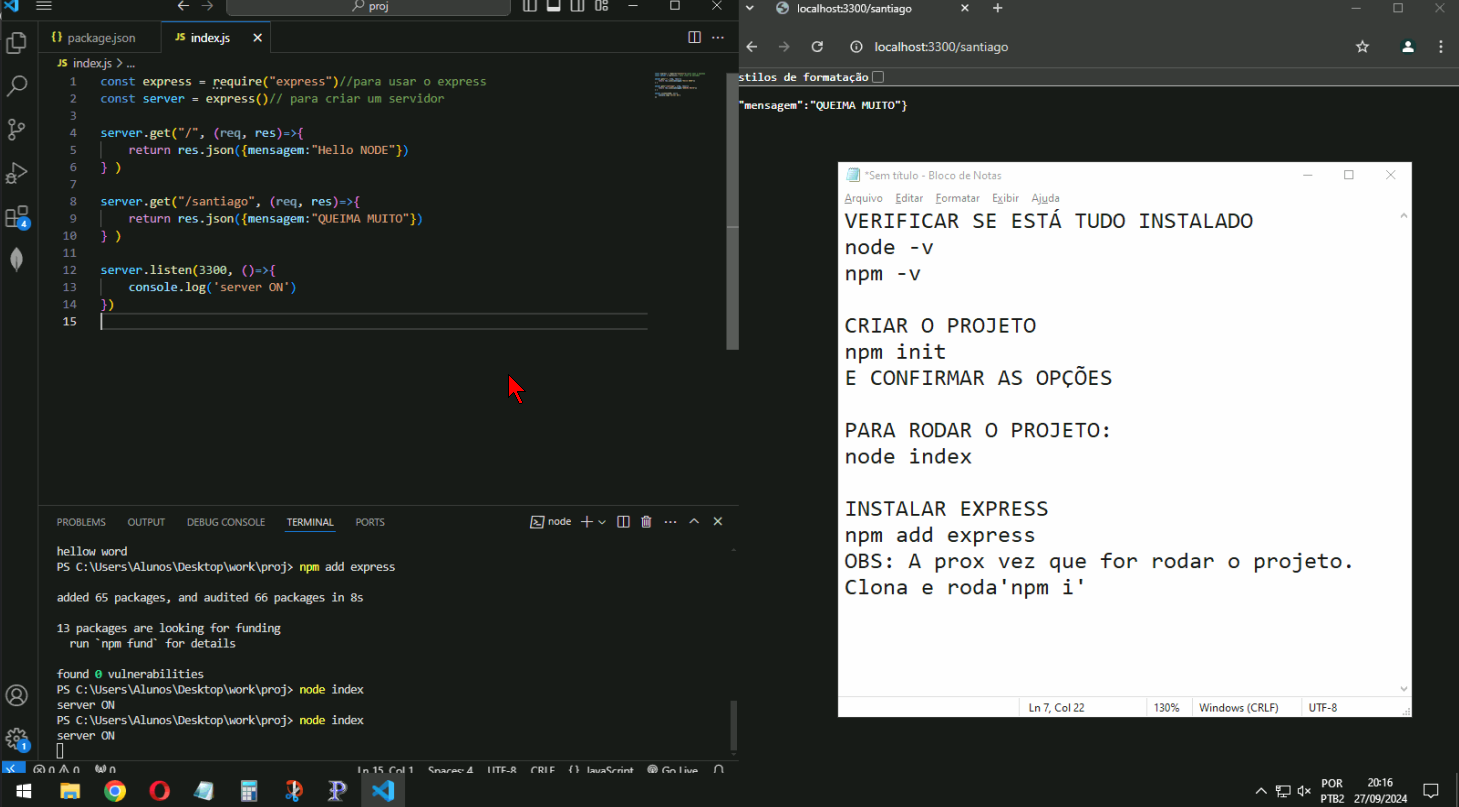 proj
package.json
JS index.js
JS index.js > ...
1 const express = require("express")//para usar o express
2 const server = express()// para criar um servidor
3
4 server.get("/", (req, res)=>{
5 return res.json({mensagem:"Hello NODE"})
6 } )
7
8 server.get("/santiago", (req, res)=>{
9 return res.json({mensagem:"QUEIMA MUITO"})
10 } )
11
12 server.listen(3300, ()=>{
13 console.log('server ON')
14 })
15
4
1
PROBLEMS OUTPUT DEBUG CONSOLE TERMINAL PORTS
node
hellow word
PS C:\Users\Alunos\Desktop\work\proj> npm add express
added 65 packages, and audited 66 packages in 8s
13 packages are looking for funding
run `npm fund` for details
found 0 vulnerabilities
PS C:\Users\Alunos\Desktop\work\proj> node index
server ON
PS C:\Users\Alunos\Desktop\work\proj> node index
server ON
0 0 0 Ln 15, Col 1 Spaces: 4 UTF-8 CRLF {} JavaScript Go Live
localhost:3300/santiago
localhost:3300/santiago
stilos de formatação
"mensagem":"QUEIMA MUITO"}
*Sem título - Bloco de Notas
Arquivo Editar Formatar Exibir Ajuda
VERIFICAR SE ESTÁ TUDO INSTALADO
node -v
npm -v
CRIAR O PROJETO
npm init
E CONFIRMAR AS OPÇÕES
PARA RODAR O PROJETO:
node index
INSTALAR EXPRESS
npm add express
OBS: A prox vez que for rodar o projeto.
Clona e roda'npm i'
Ln 7, Col 22 130% Windows (CRLF) UTF-8
POR
PTB2
20:16
27/09/2024